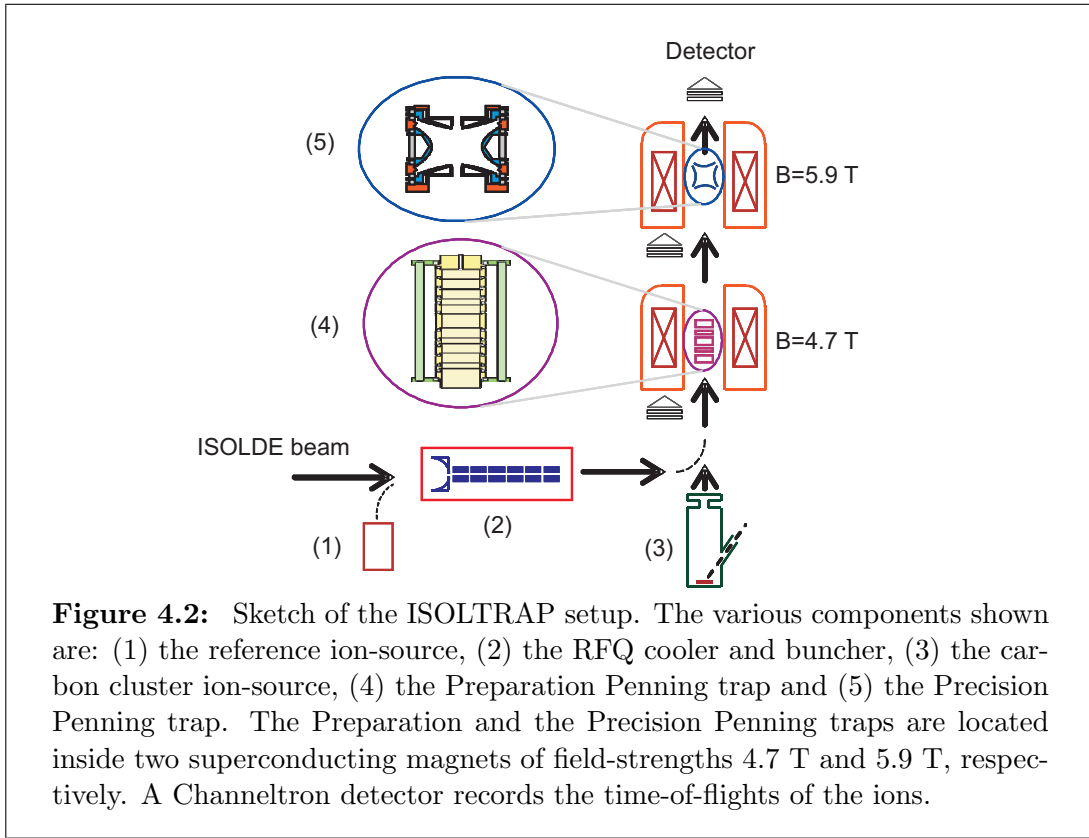 Detector
(5)
B=5.9 T
(4)
B=4.7 T
ISOLDE beam
(2)
(1)
(3)
Figure 4.2: Sketch of the ISOLTRAP setup. The various components shown
are: (1) the reference ion-source, (2) the RFQ cooler and buncher, (3) the car-
bon cluster ion-source, (4) the Preparation Penning trap and (5) the Precision
Penning trap. The Preparation and the Precision Penning traps are located
inside two superconducting magnets of field-strengths 4.7 T and 5.9 T, respec-
tively. A Channeltron detector records the time-of-flights of the ions.